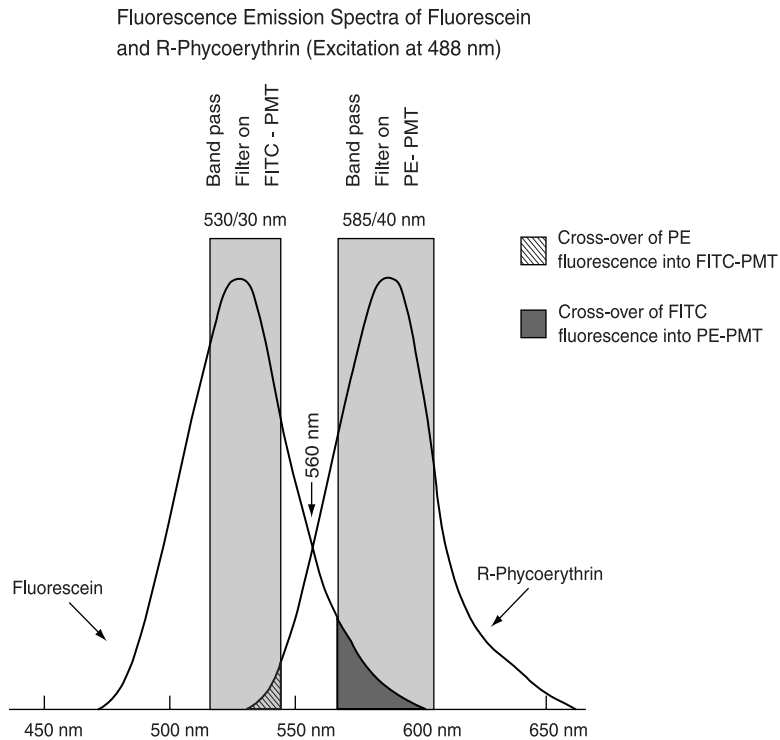 Fluorescence Emission Spectra of Fluorescein
and R-Phycoerythrin (Excitation at 488 nm)
Band pass
Filter on
FITC - PMT
Band pass
Filter on
PE- PMT
530/30 nm
585/40 nm
Cross-over of PE
fluorescence into FITC-PMT
Cross-over of FITC
fluorescence into PE-PMT
560 nm
Fluorescein
R-Phycoerythrin
450 nm
500 nm
550 nm
600 nm
650 nm